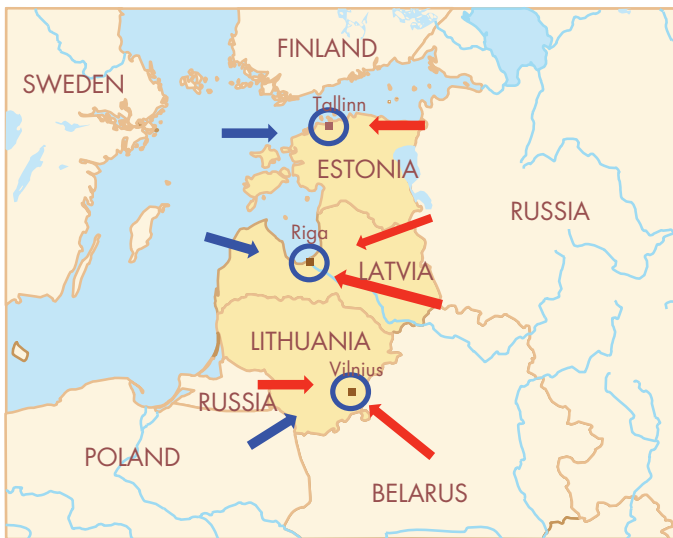 FINLAND
SWEDEN
Tallinn
ESTONIA
RUSSIA
Riga
LATVIA
LITHUANIA
Vilnius
RUSSIA
POLAND
BELARUS